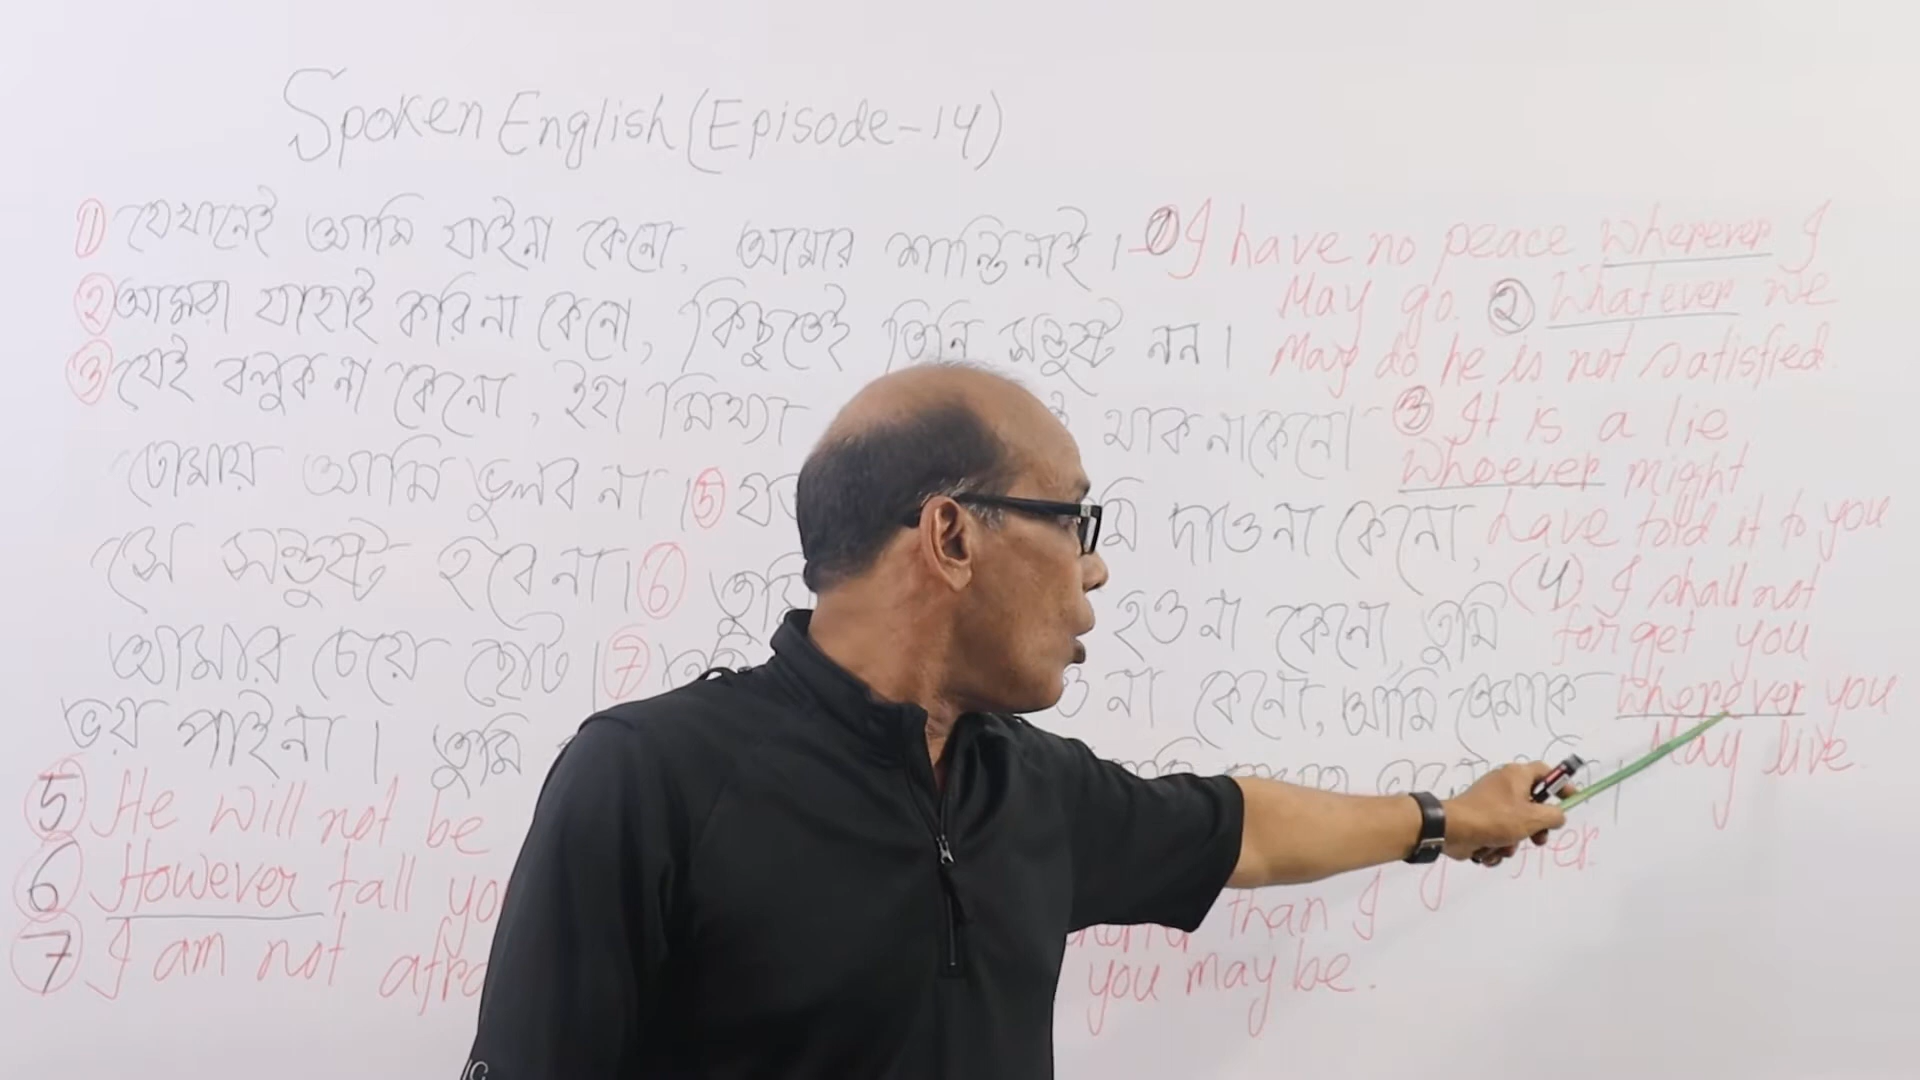 Spoken English (Episode-14)
① যেখানেই আমি যাইনা কেনো, আমার শান্তি নাই। ① I have no peace wherever I
May go. ② Whatever we
② আমরা যাহাই করিনা কেনো, কিছুতেই তিনি সন্তুষ্ট নন। May do he is not satisfied.
③ যেই বলুক না কেনো, ইহা মিথ্যা থাক নাকেনো। ③ It is a lie
Whoever might
তোমায় আমি ভুলব না। ⑤ দাওনা কেনো, have told it to you
সে সন্তুষ্ট হবেনা। ⑥ তুমি হওনা কেনো, তুমি (4) I shall not
forget you
আমার চেয়ে ছোট। ⑦ না কেনো, আমি তোমাকে wherever you
May live.
ভয় পাইনা। তুমি
⑤ He will not be
⑥ However tall you than I
⑦ I am not you may be.